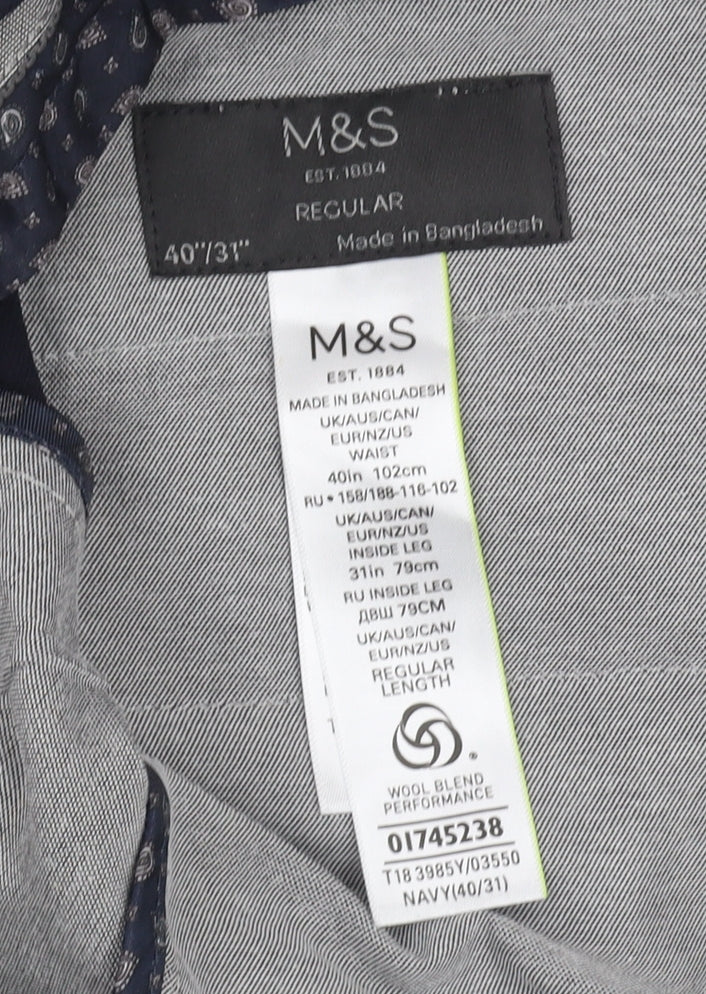 M&S
EST. 1884
REGULAR
40"/31" Made in Bangladesh
M&S
EST. 1884
MADE IN BANGLADESH
UK/AUS/CAN/
EUR/NZ/US
WAIST
40in 102cm
RU • 158/188-116-102
UK/AUS/CAN/
EUR/NZ/US
INSIDE LEG
31in 79cm
RU INSIDE LEG
ДВШ 79CM
UK/AUS/CAN/
EUR/NZ/US
REGULAR
LENGTH
WOOL BLEND
PERFORMANCE
01745238
T18 3985Y/03550
NAVY(40/31)